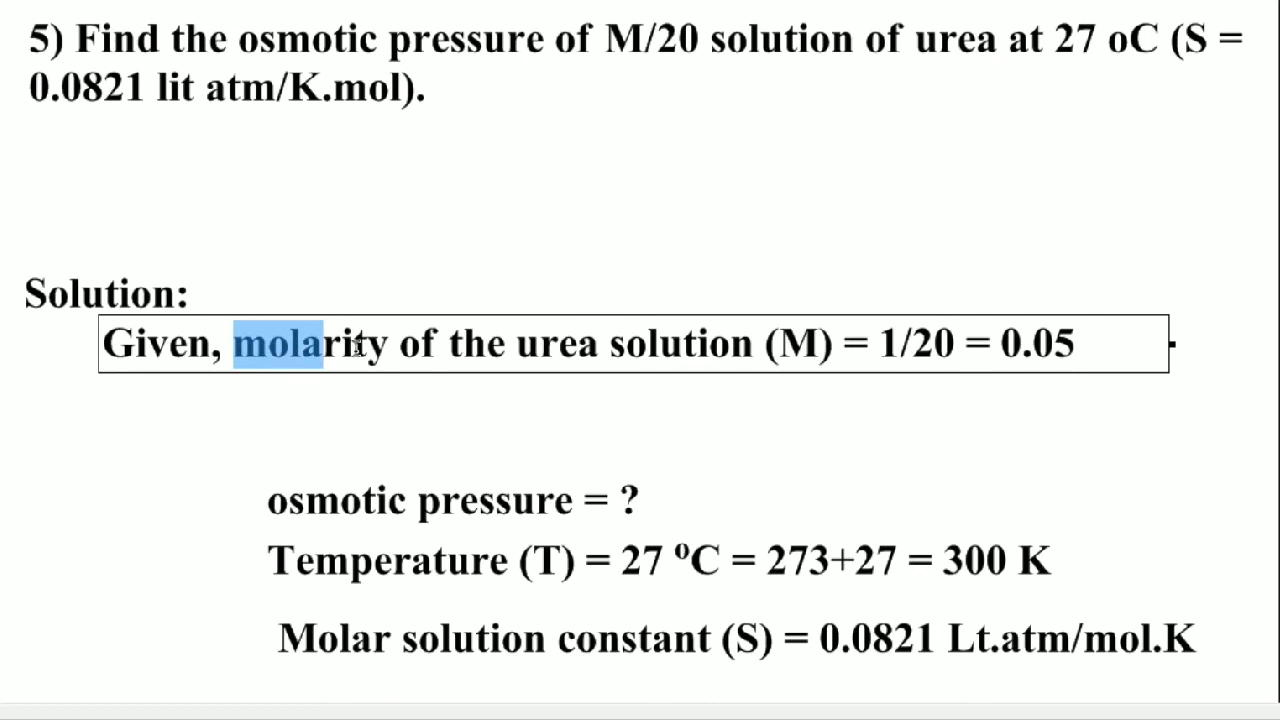 5) Find the osmotic pressure of M/20 solution of urea at 27 oC (S =
0.0821 lit atm/K.mol).
Solution:
Given, molarity of the urea solution (M) = 1/20 = 0.05
osmotic pressure = ?
Temperature (T) = 27 ⁰C = 273+27 = 300 K
Molar solution constant (S) = 0.0821 Lt.atm/mol.K